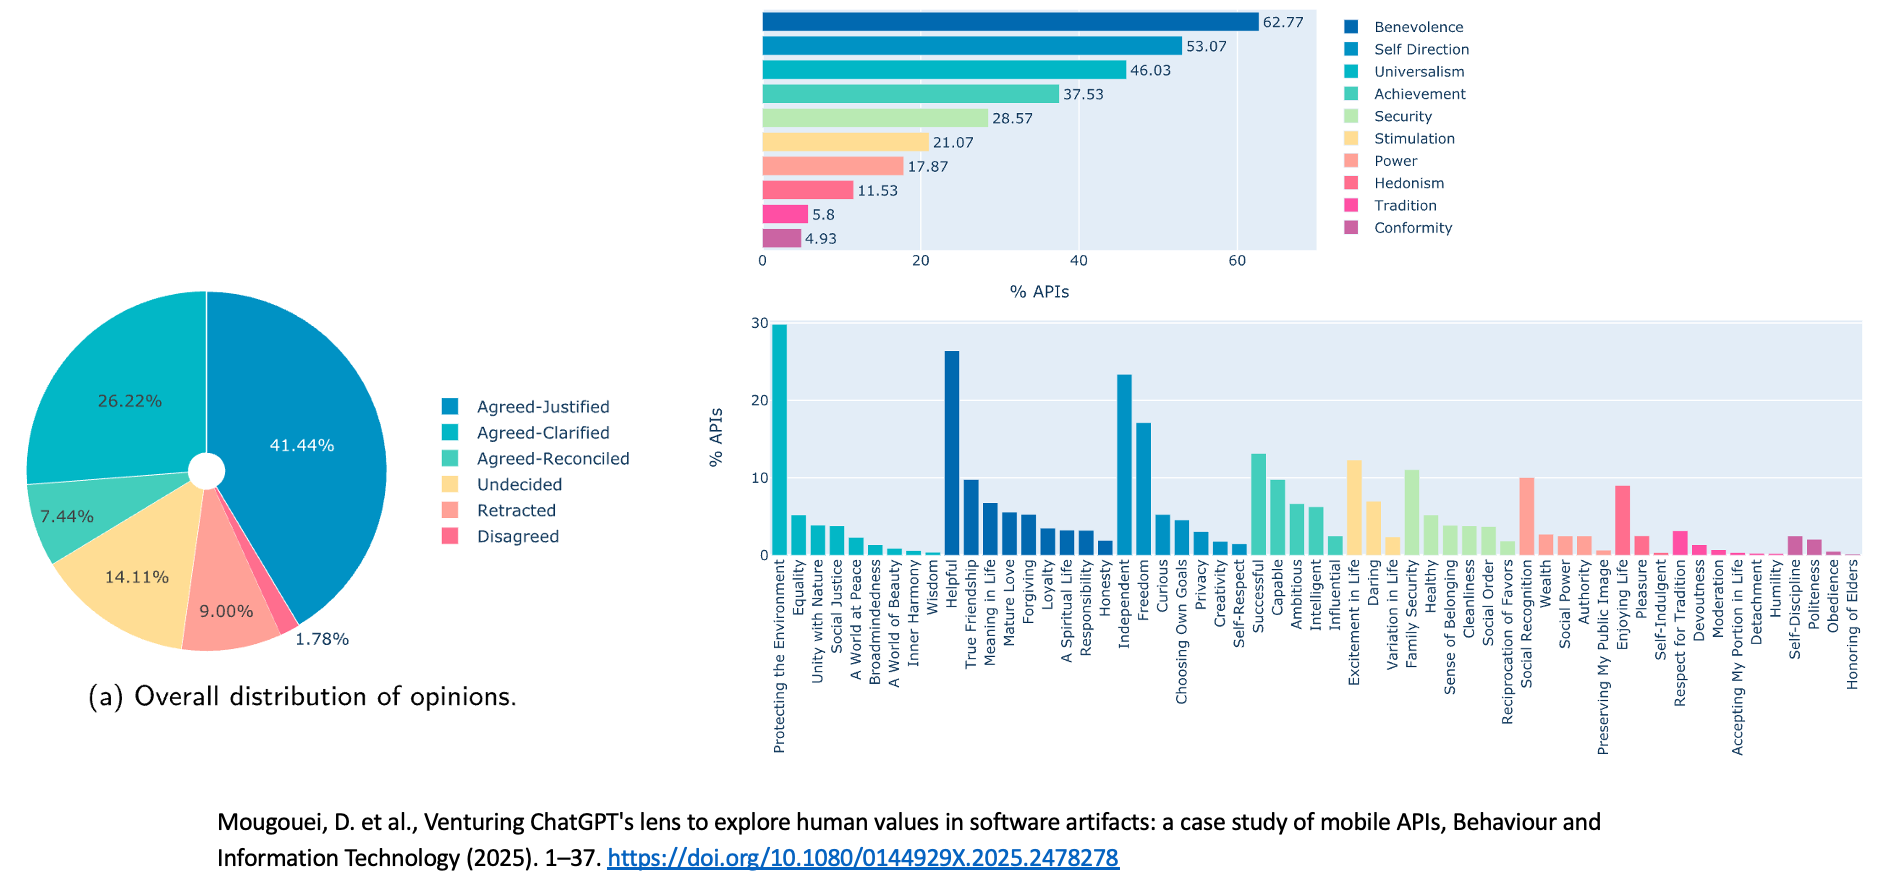 62.77
53.07
46.03
37.53
28.57
21.07
17.87
11.53
5.8
4.93
0
20
40
60
% APIs
Benevolence
Self Direction
Universalism
Achievement
Security
Stimulation
Power
Hedonism
Tradition
Conformity
41.44%
26.22%
7.44%
14.11%
9.00%
1.78%
Agreed-Justified
Agreed-Clarified
Agreed-Reconciled
Undecided
Retracted
Disagreed
(a) Overall distribution of opinions.
30
20
10
0
% APIs
Protecting the Environment
Equality
Unity with Nature
Social Justice
A World at Peace
Broadmindedness
A World of Beauty
Inner Harmony
Wisdom
Helpful
True Friendship
Meaning in Life
Mature Love
Forgiving
Loyalty
A Spiritual Life
Responsibility
Honesty
Independent
Freedom
Curious
Choosing Own Goals
Privacy
Creativity
Self-Respect
Successful
Capable
Ambitious
Intelligent
Influential
Excitement in Life
Daring
Variation in Life
Family Security
Healthy
Sense of Belonging
Cleanliness
Social Order
Reciprocation of Favors
Social Recognition
Wealth
Social Power
Authority
Preserving My Public Image
Enjoying Life
Pleasure
Self-Indulgent
Respect for Tradition
Devoutness
Moderation
Accepting My Portion in Life
Detachment
Humility
Self-Discipline
Politeness
Obedience
Honoring of Elders
Mougouei, D. et al., Venturing ChatGPT's lens to explore human values in software artifacts: a case study of mobile APIs, Behaviour and
Information Technology (2025). 1–37. https://doi.org/10.1080/0144929X.2025.2478278